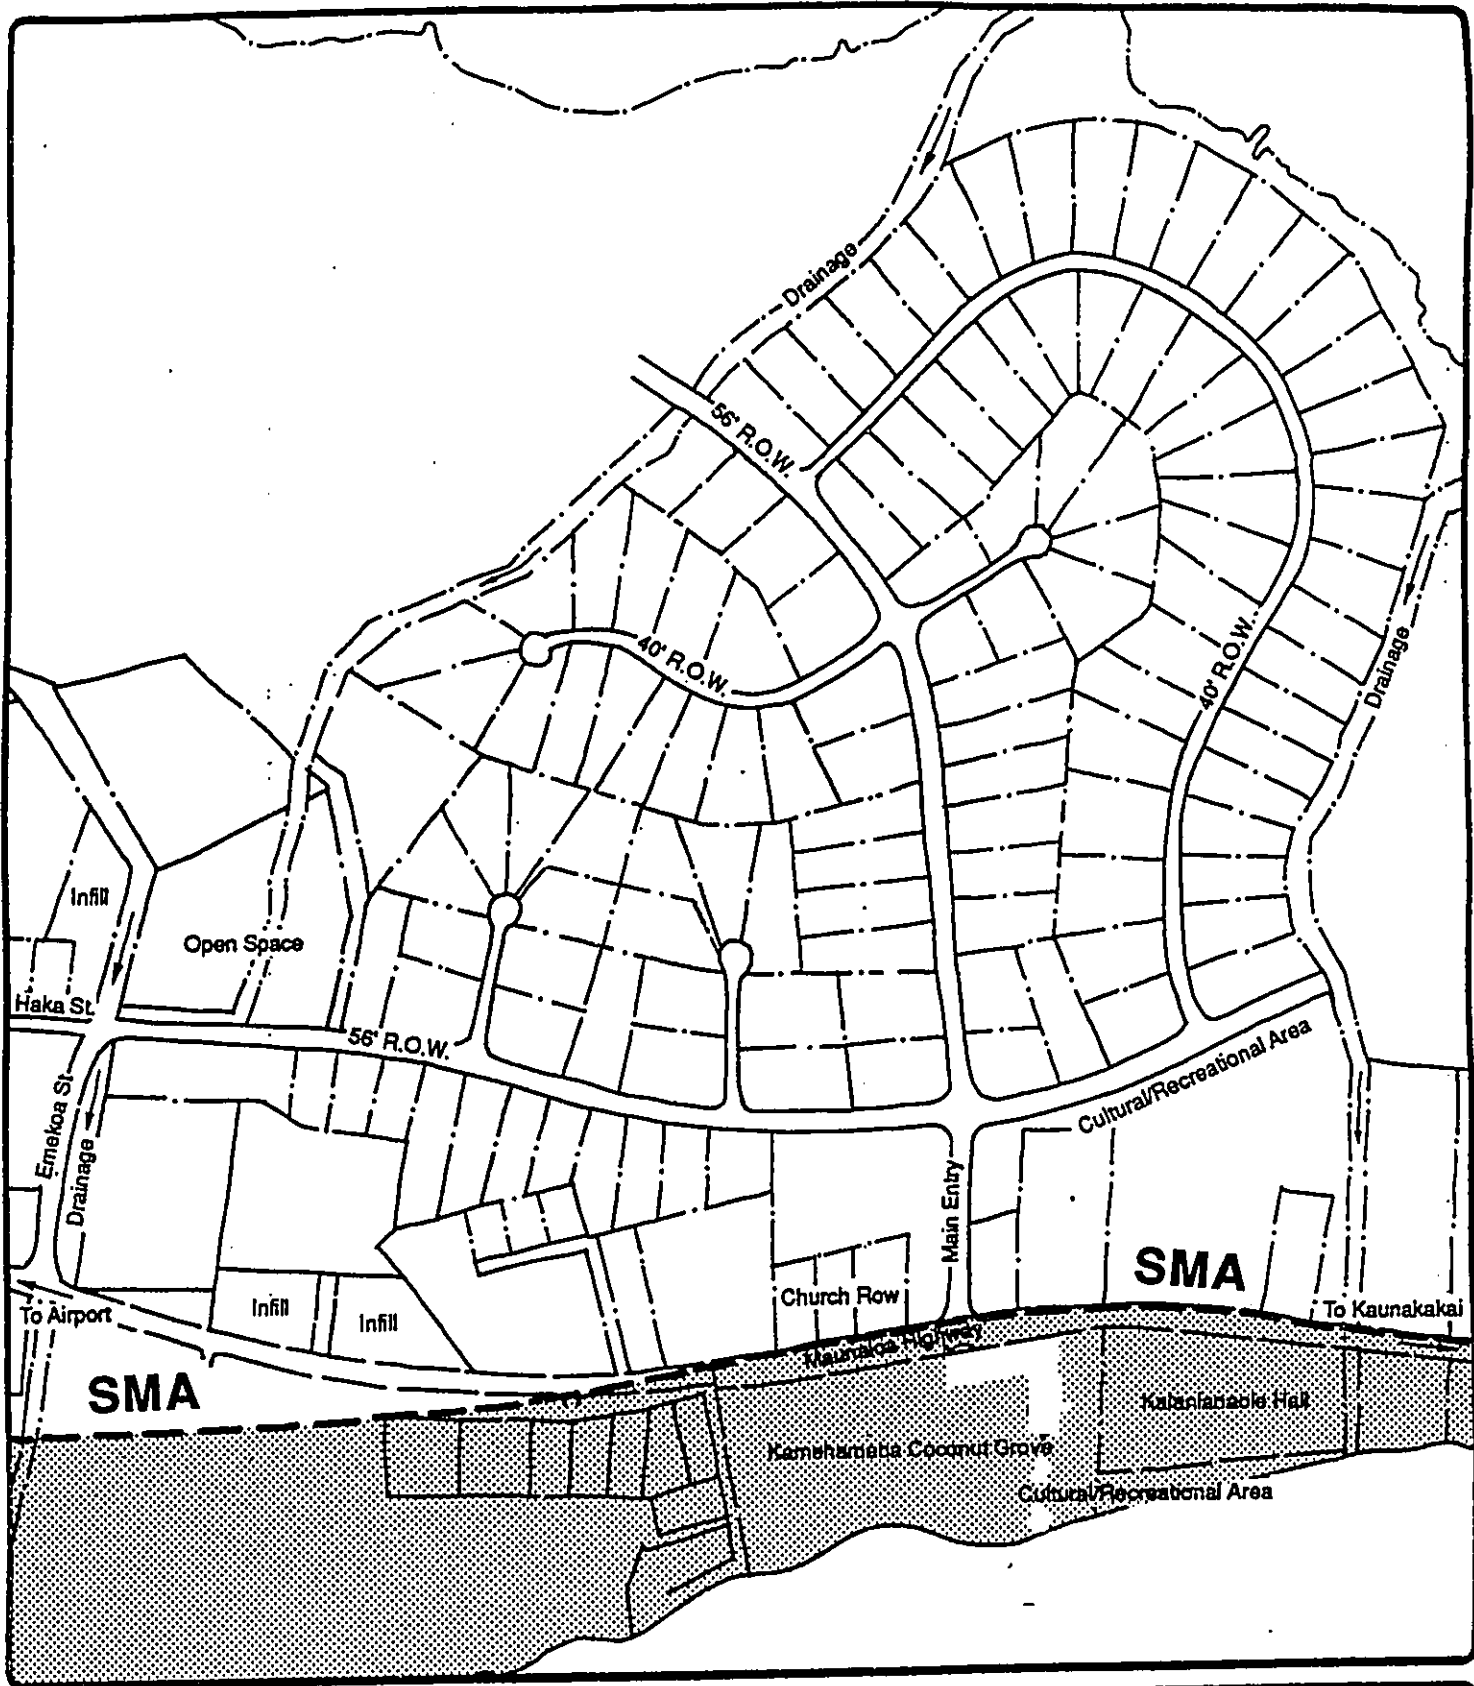 Drainage
56' R.O.W.
40' R.O.W.
40' R.O.W.
Drainage
Infill
Open Space
Haka St.
56' R.O.W.
Cultural/Recreational Area
Emekoa St.
Drainage
Main Entry
SMA
To Airport
Infill
Infill
Church Row
To Kaunakakai
Maunaloa Highway
SMA
Kalanianaole Hall
Kamehameha Coconut Grove
Cultural/Recreational Area